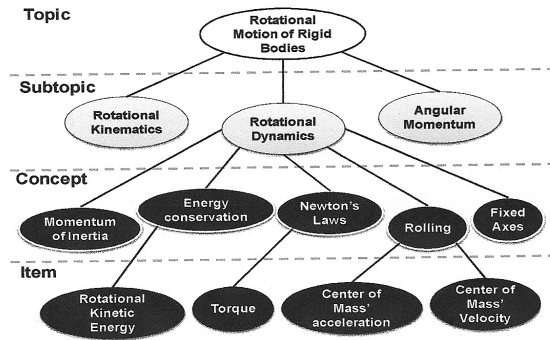 Topic
Rotational
Motion of Rigid
Bodies
Subtopic
Rotational
Kinematics
Rotational
Dynamics
Angular
Momentum
Concept
Momentum
of Inertia
Energy
conservation
Newton's
Laws
Rolling
Fixed
Axes
Item
Rotational
Kinetic
Energy
Torque
Center of
Mass'
acceleration
Center of
Mass'
Velocity